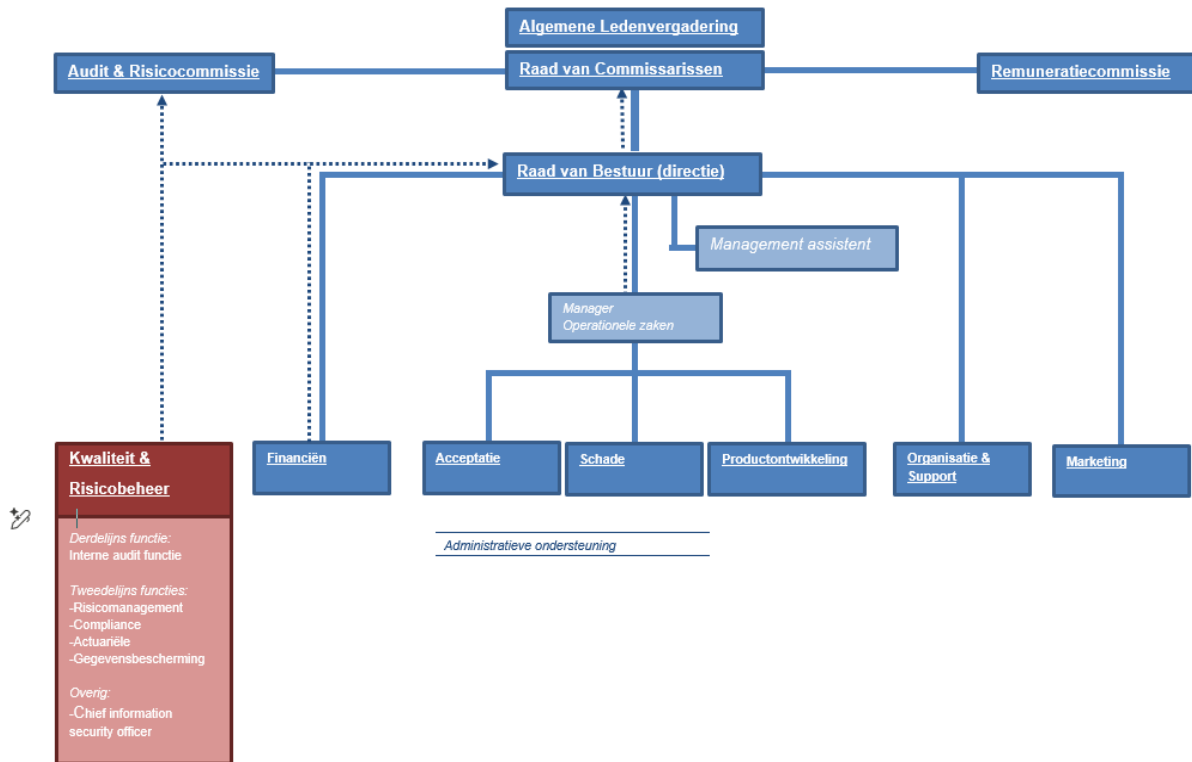 Algemene Ledenvergadering
Audit & Risicocommissie
Raad van Commissarissen
Remuneratiecommissie
Raad van Bestuur (directie)
Management assistent
Manager
Operationele zaken
Kwaliteit &
Risicobeheer
Financiën
Acceptatie
Schade
Productontwikkeling
Organisatie &
Support
Marketing
Derdelijns functie:
Interne audit functie
Tweedelijns functies:
-Risicomanagement
-Compliance
-Actuariële
-Gegevensbescherming
Overig:
-Chief information
security officer
Administratieve ondersteuning